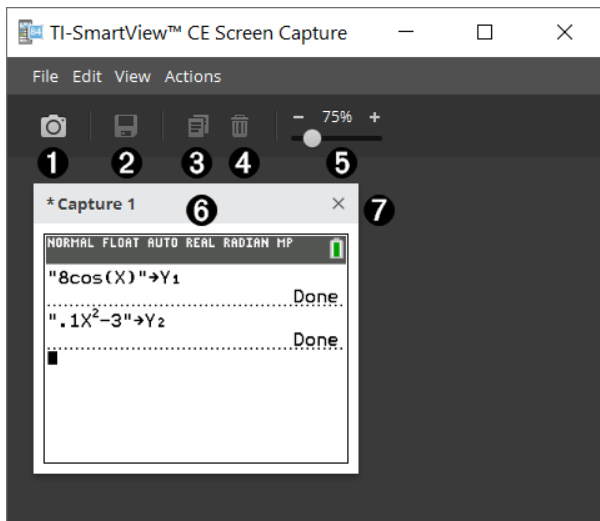 84 TI-SmartView™ CE Screen Capture
File Edit View Actions
− 75% +
1 2 3 4 5
*Capture 1 6 × 7
NORMAL FLOAT AUTO REAL RADIAN MP
"8cos(X)"→Y₁
Done
".1X²-3"→Y₂
Done